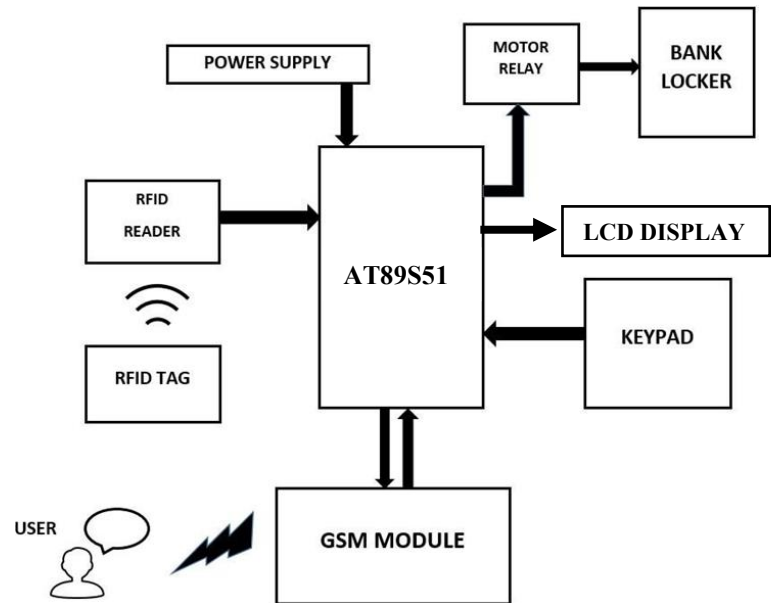 POWER SUPPLY
MOTOR
RELAY
BANK
LOCKER
RFID
READER
AT89S51
LCD DISPLAY
KEYPAD
RFID TAG
USER
GSM MODULE